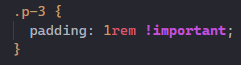 .p-3 {
  padding: 1rem !important;
}